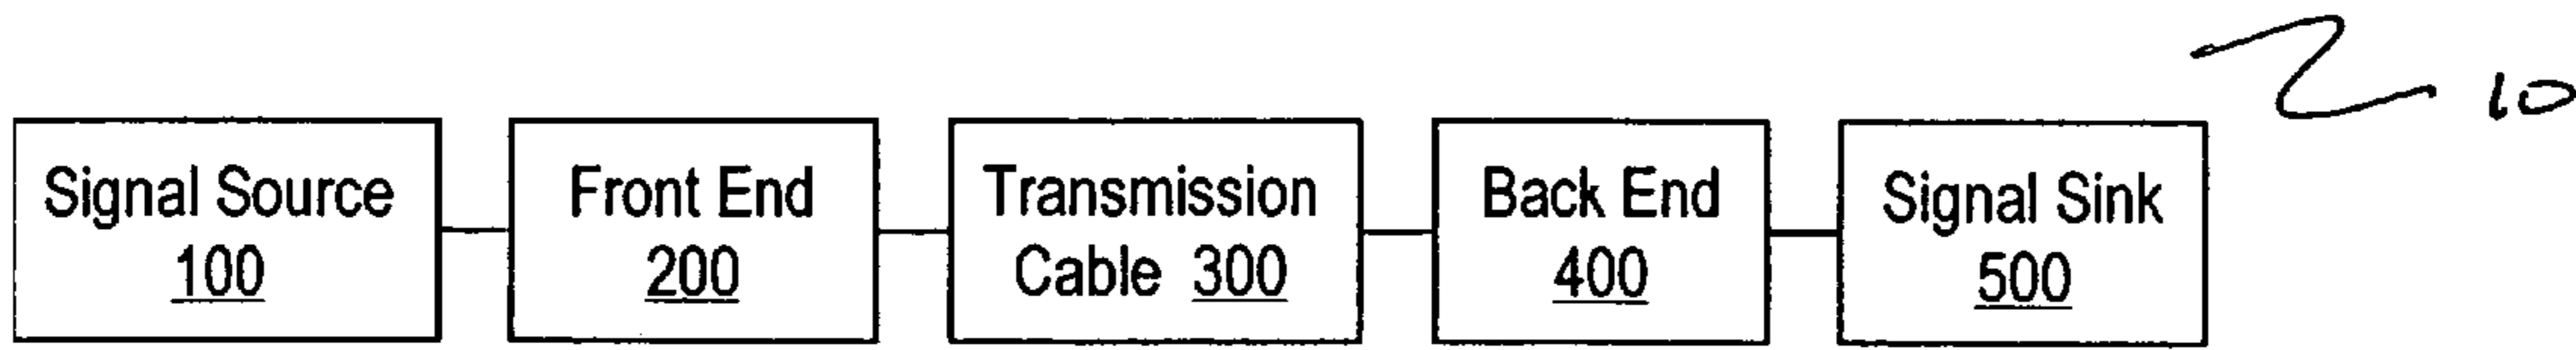 10
Signal Source
100
Front End
200
Transmission
Cable 300
Back End
400
Signal Sink
500